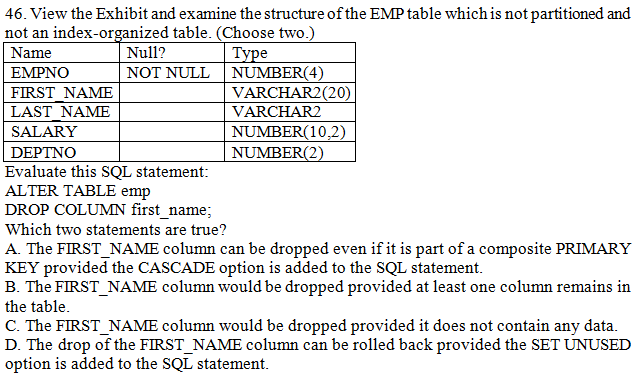 46. View the Exhibit and examine the structure of the EMP table which is not partitioned and
not an index-organized table. (Choose two.)
Name Null? Type
EMPNO NOT NULL NUMBER(4)
FIRST_NAME VARCHAR2(20)
LAST_NAME VARCHAR2
SALARY NUMBER(10,2)
DEPTNO NUMBER(2)
Evaluate this SQL statement:
ALTER TABLE emp
DROP COLUMN first_name;
Which two statements are true?
A. The FIRST_NAME column can be dropped even if it is part of a composite PRIMARY
KEY provided the CASCADE option is added to the SQL statement.
B. The FIRST_NAME column would be dropped provided at least one column remains in
the table.
C. The FIRST_NAME column would be dropped provided it does not contain any data.
D. The drop of the FIRST_NAME column can be rolled back provided the SET UNUSED
option is added to the SQL statement.